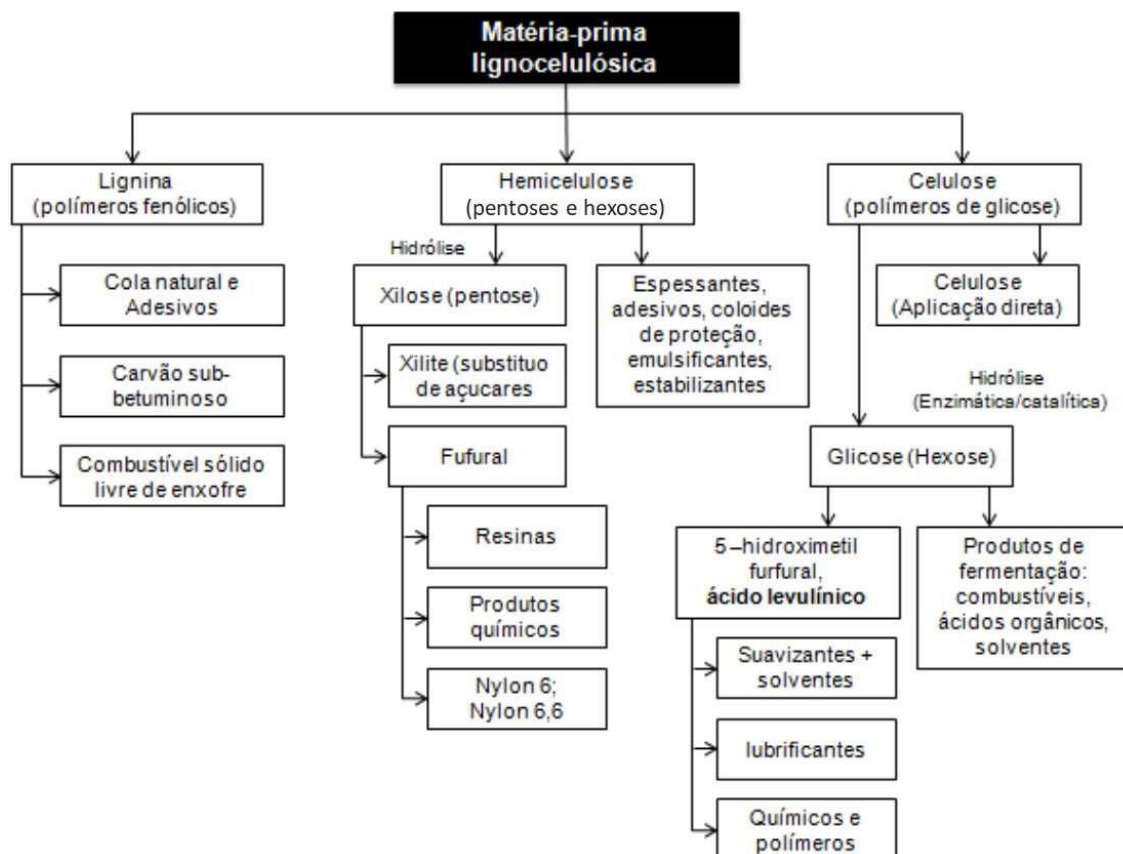 Matéria-prima
lignocelulósica
Lignina
(polímeros fenólicos)
Cola natural e
Adesivos
Carvão sub-
betuminoso
Combustível sólido
livre de enxofre
Hemicelulose
(pentoses e hexoses)
Hidrólise
Xilose (pentose)
Xilite (substituo
de açucares
Fufural
Resinas
Produtos
químicos
Nylon 6;
Nylon 6,6
Espessantes,
adesivos, coloides
de proteção,
emulsificantes,
estabilizantes
Celulose
(polímeros de glicose)
Celulose
(Aplicação direta)
Hidrólise
(Enzimática/catalítica)
Glicose (Hexose)
5–hidroximetil
furfural,
ácido levulínico
Suavizantes +
solventes
lubrificantes
Químicos e
polímeros
Produtos de
fermentação:
combustíveis,
ácidos orgânicos,
solventes